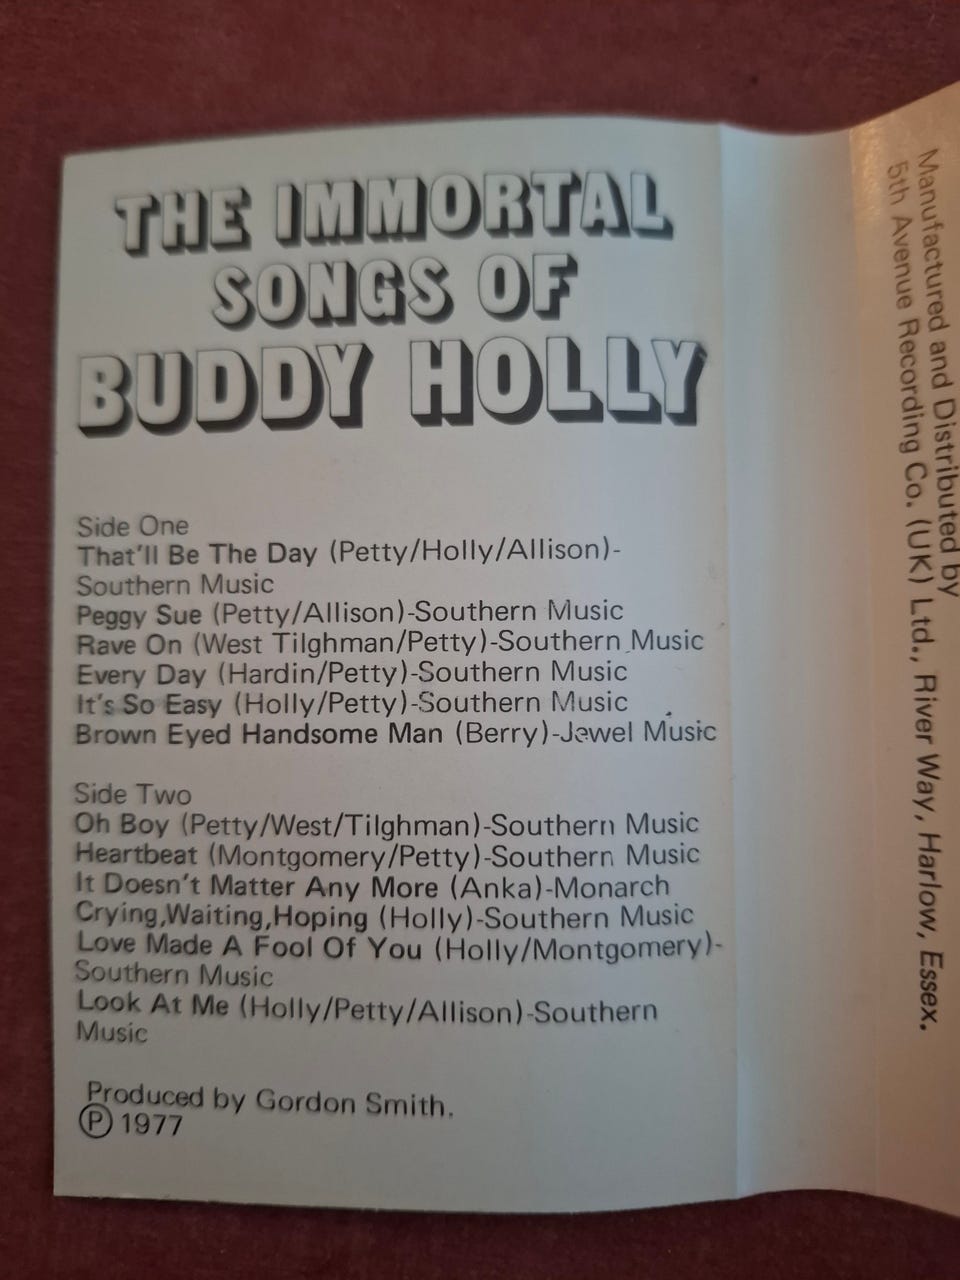 THE IMMORTAL
SONGS OF
BUDDY HOLLY
Side One
That'll Be The Day (Petty/Holly/Allison)-
Southern Music
Peggy Sue (Petty/Allison)-Southern Music
Rave On (West Tilghman/Petty)-Southern Music
Every Day (Hardin/Petty)-Southern Music
It's So Easy (Holly/Petty)-Southern Music
Brown Eyed Handsome Man (Berry)-Jewel Music
Side Two
Oh Boy (Petty/West/Tilghman)-Southern Music
Heartbeat (Montgomery/Petty)-Southern Music
It Doesn't Matter Any More (Anka)-Monarch
Crying,Waiting,Hoping (Holly)-Southern Music
Love Made A Fool Of You (Holly/Montgomery)-
Southern Music
Look At Me (Holly/Petty/Allison)-Southern
Music
Produced by Gordon Smith.
Ⓟ 1977
Manufactured and Distributed by
5th Avenue Recording Co. (UK) Ltd., River Way, Harlow, Essex.